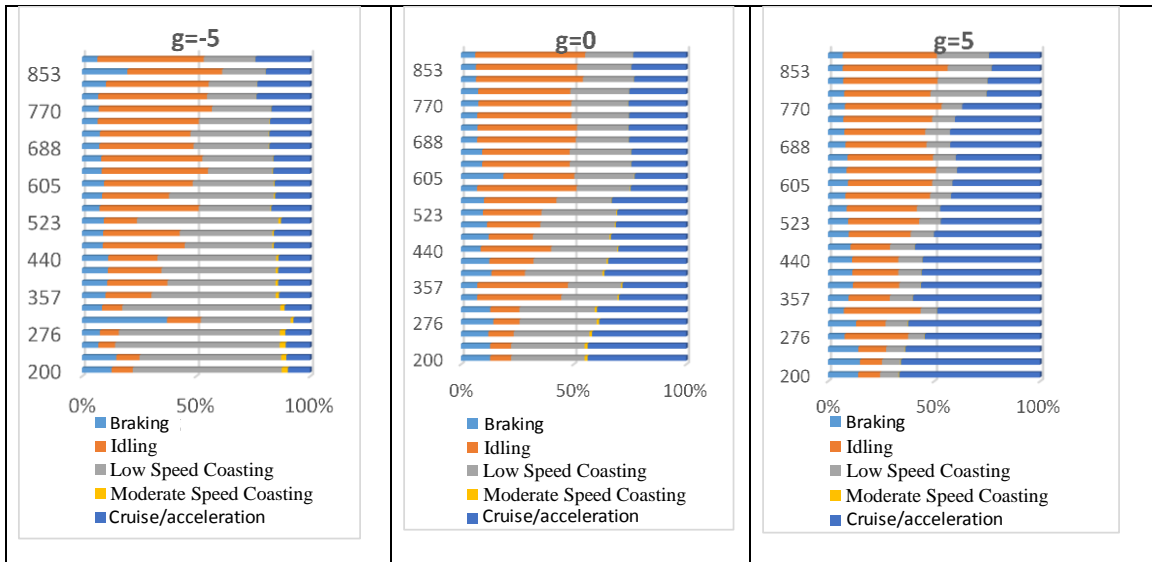 g=-5
853
770
688
605
523
440
357
276
200
0% 50% 100%
Braking
Idling
Low Speed Coasting
Moderate Speed Coasting
Cruise/acceleration
g=0
853
770
688
605
523
440
357
276
200
0% 50% 100%
Braking
Idling
Low Speed Coasting
Moderate Speed Coasting
Cruise/acceleration
g=5
853
770
688
605
523
440
357
276
200
0% 50% 100%
Braking
Idling
Low Speed Coasting
Moderate Speed Coasting
Cruise/acceleration